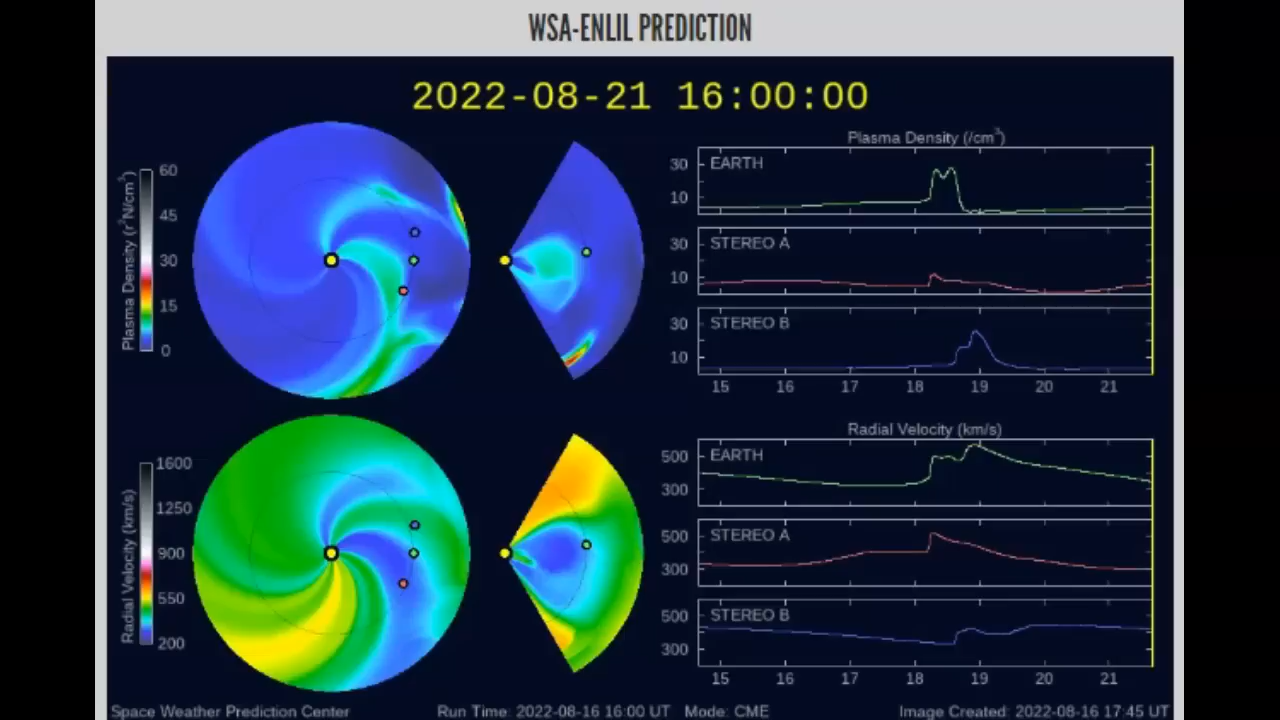 WSA-ENLIL PREDICTION
2022-08-21 16:00:00
Plasma Density (r²N/cm³)
60
45
30
15
0
Plasma Density (/cm³)
30
10
EARTH
30
10
STEREO A
30
10
STEREO B
15 16 17 18 19 20 21
Radial Velocity (km/s)
1600
1250
900
550
200
Radial Velocity (km/s)
500
300
EARTH
500
300
STEREO A
500
300
STEREO B
15 16 17 18 19 20 21
Space Weather Prediction Center Run Time: 2022-08-16 16:00 UT Mode: CME Image Created: 2022-08-16 17:45 UT